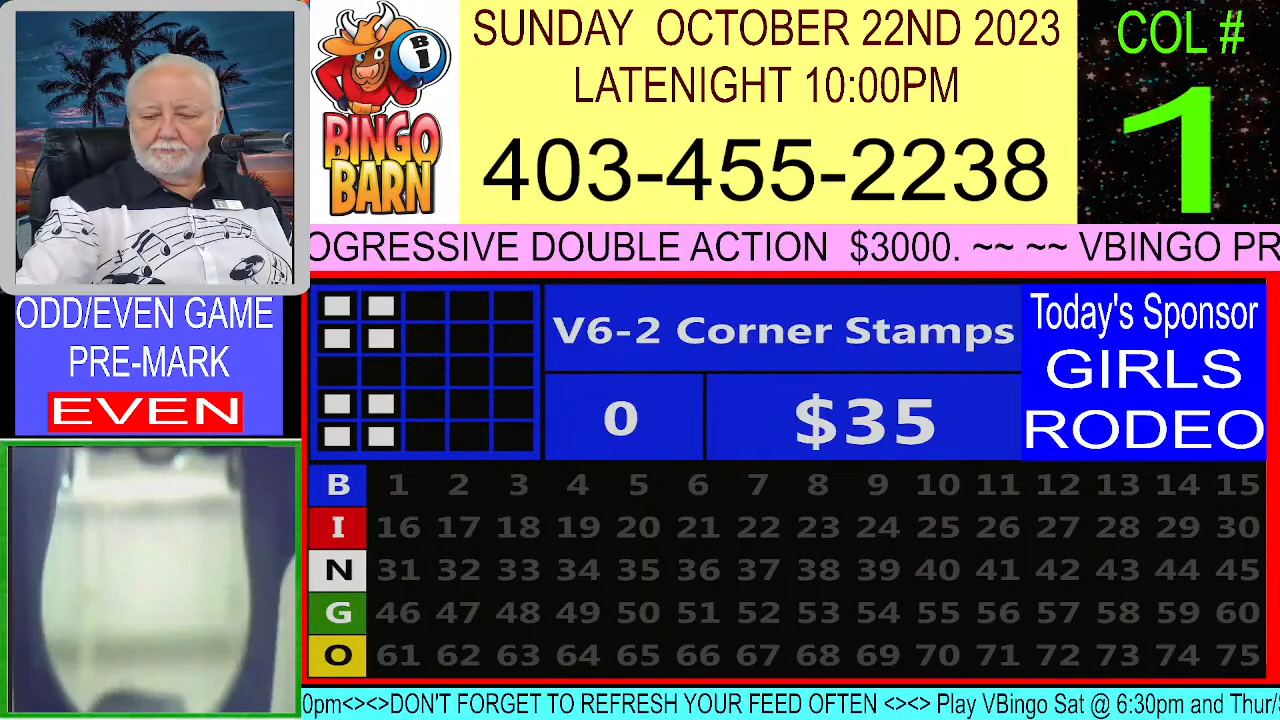 SUNDAY OCTOBER 22ND 2023
LATENIGHT 10:00PM
403-455-2238
COL #
1
B
I
BINGO
BARN
OGRESSIVE DOUBLE ACTION $3000. ~~ ~~ VBINGO PR
ODD/EVEN GAME
PRE-MARK
EVEN
V6-2 Corner Stamps
0
$35
Today's Sponsor
GIRLS
RODEO
B 1 2 3 4 5 6 7 8 9 10 11 12 13 14 15
I 16 17 18 19 20 21 22 23 24 25 26 27 28 29 30
N 31 32 33 34 35 36 37 38 39 40 41 42 43 44 45
G 46 47 48 49 50 51 52 53 54 55 56 57 58 59 60
O 61 62 63 64 65 66 67 68 69 70 71 72 73 74 75
0pm<><>DON'T FORGET TO REFRESH YOUR FEED OFTEN <><> Play VBingo Sat @ 6:30pm and Thur/